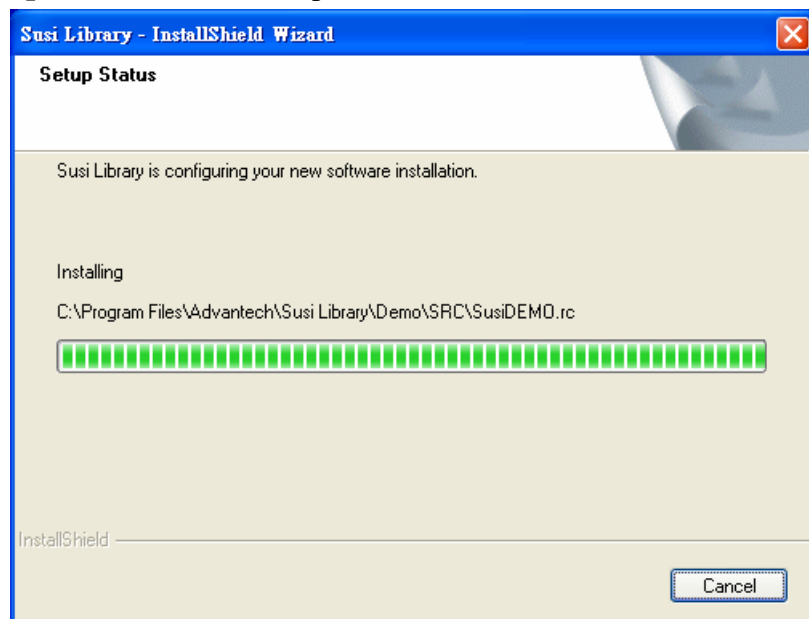 Susi Library - InstallShield Wizard
Setup Status
Susi Library is configuring your new software installation.
Installing
C:\Program Files\Advantech\Susi Library\Demo\SRC\SusiDEMO.rc
InstallShield
Cancel